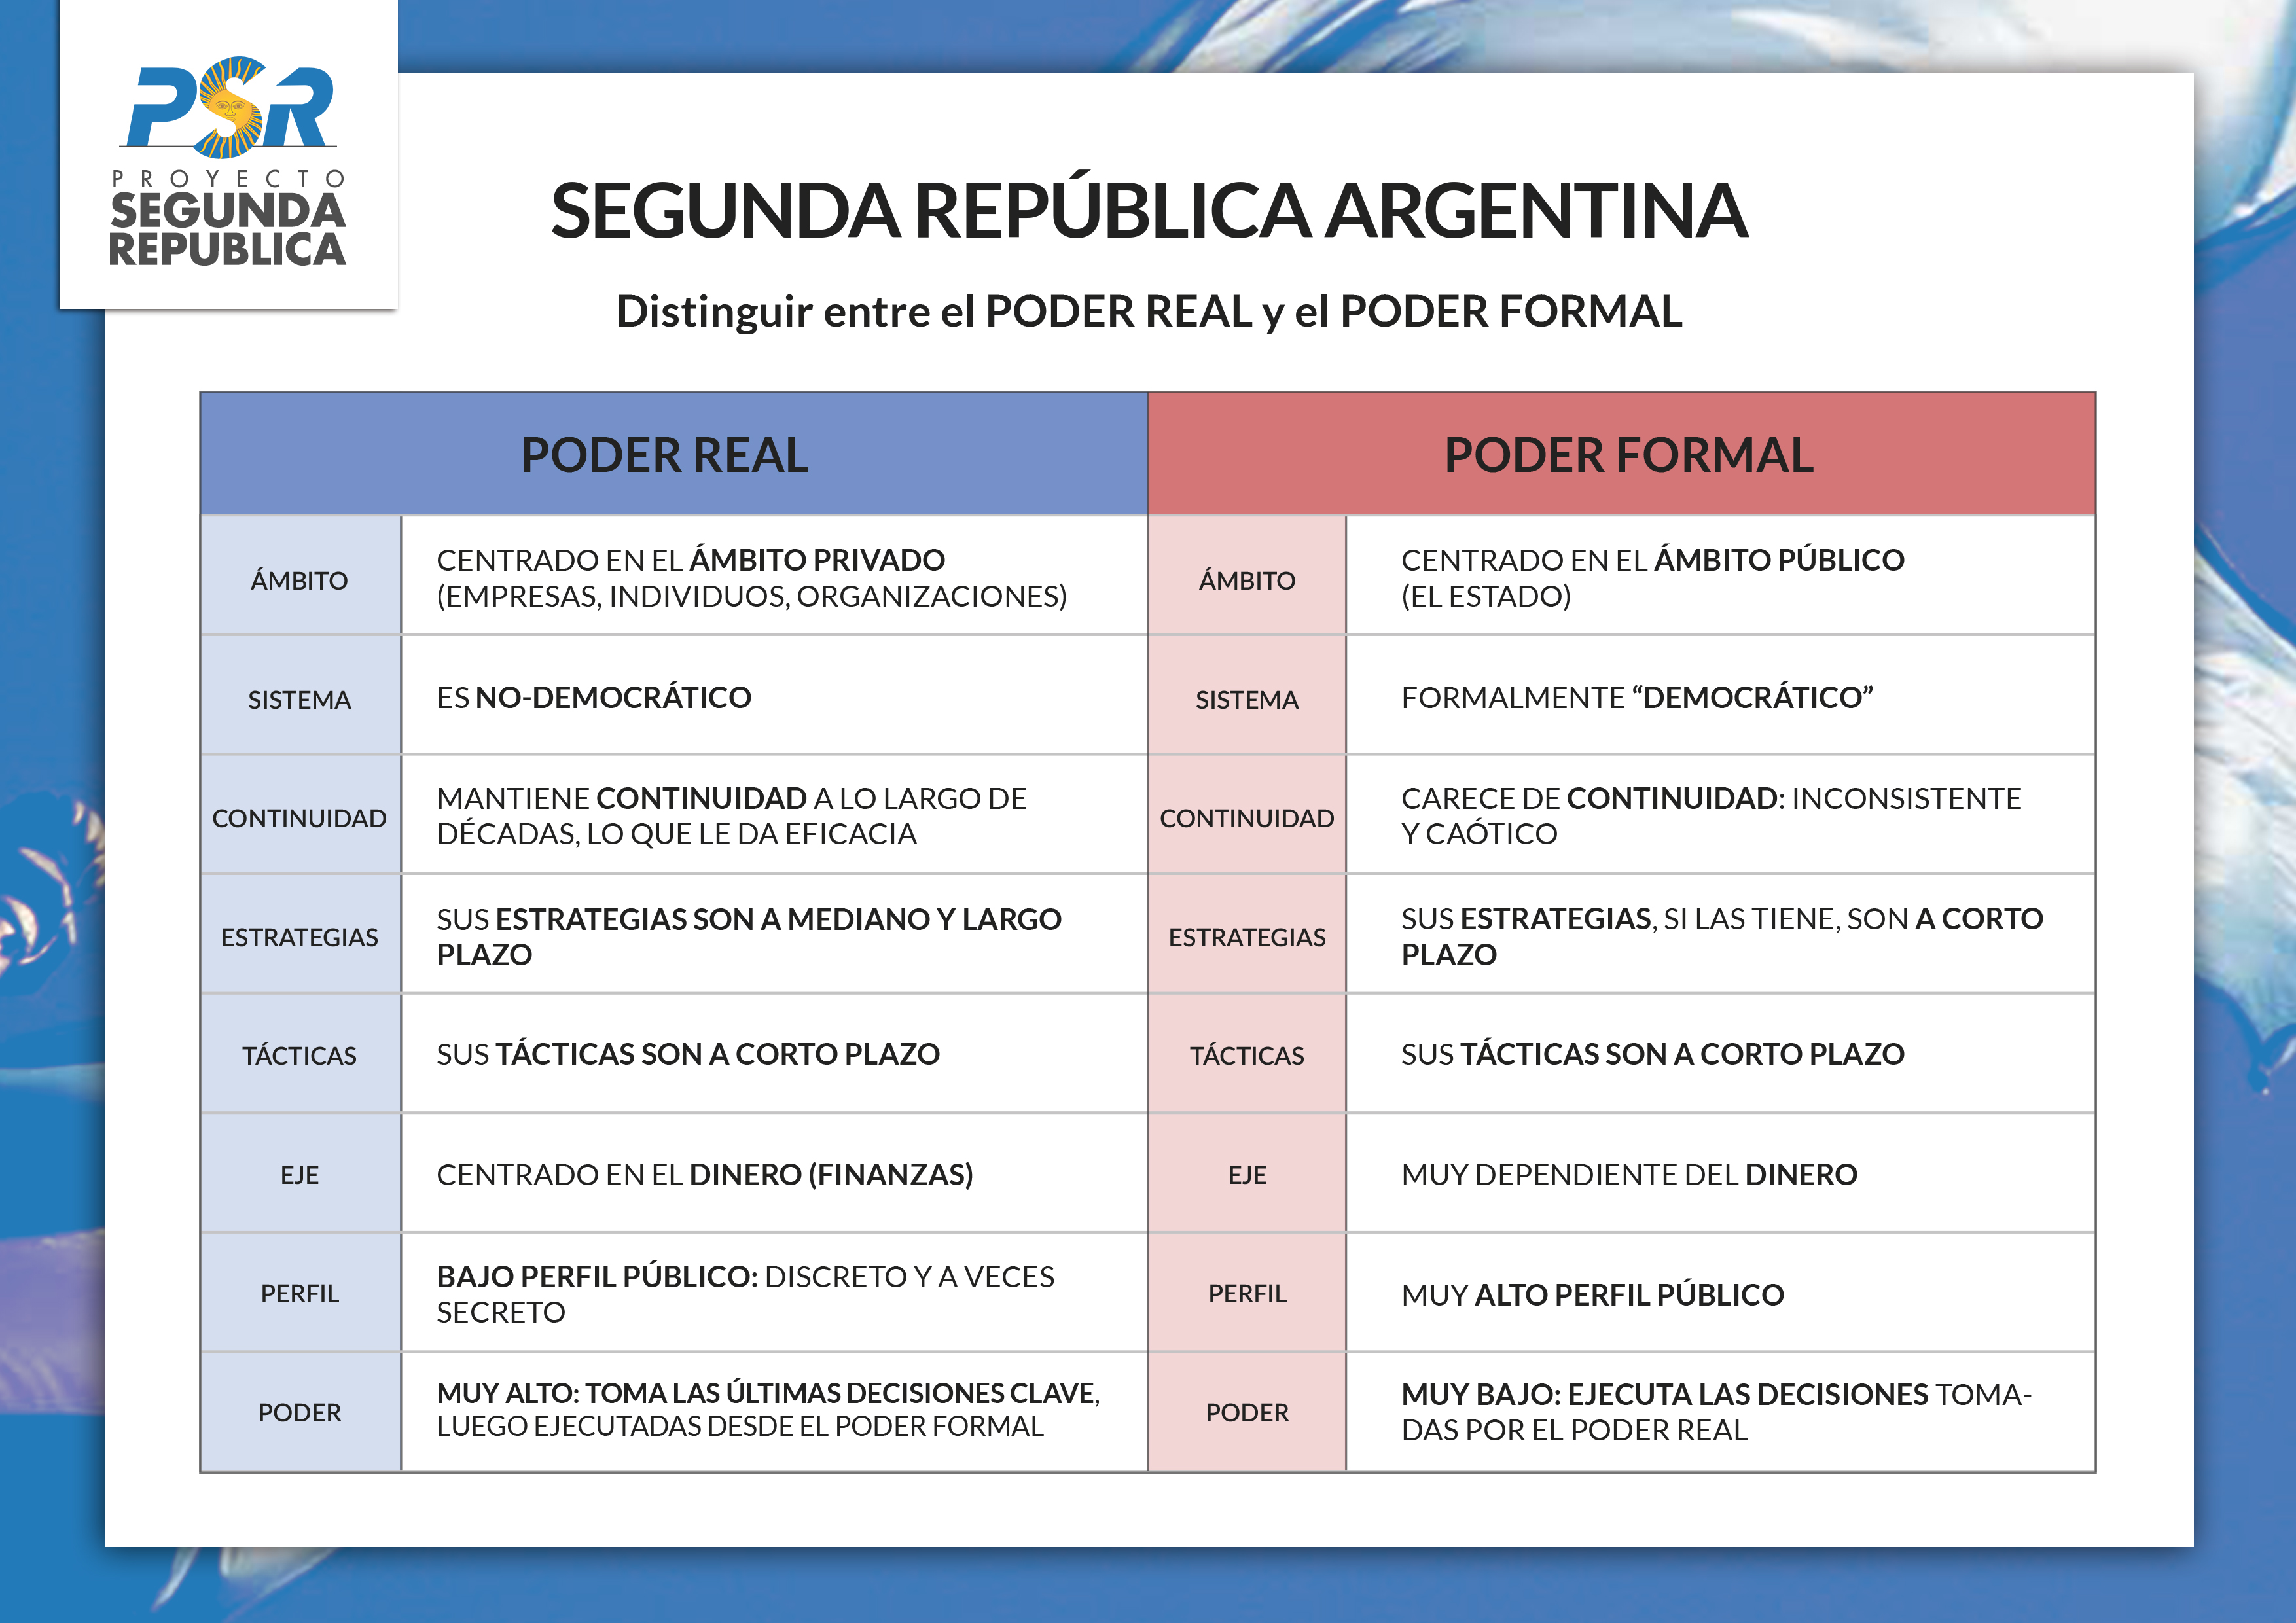 PSR
PROYECTO
SEGUNDA
REPUBLICA
SEGUNDA REPÚBLICA ARGENTINA
Distinguir entre el PODER REAL y el PODER FORMAL
PODER REAL
PODER FORMAL
ÁMBITO
CENTRADO EN EL ÁMBITO PRIVADO
(EMPRESAS, INDIVIDUOS, ORGANIZACIONES)
ÁMBITO
CENTRADO EN EL ÁMBITO PÚBLICO
(EL ESTADO)
SISTEMA
ES NO-DEMOCRÁTICO
SISTEMA
FORMALMENTE “DEMOCRÁTICO”
CONTINUIDAD
MANTIENE CONTINUIDAD A LO LARGO DE
DÉCADAS, LO QUE LE DA EFICACIA
CONTINUIDAD
CARECE DE CONTINUIDAD: INCONSISTENTE
Y CAÓTICO
ESTRATEGIAS
SUS ESTRATEGIAS SON A MEDIANO Y LARGO
PLAZO
ESTRATEGIAS
SUS ESTRATEGIAS, SI LAS TIENE, SON A CORTO
PLAZO
TÁCTICAS
SUS TÁCTICAS SON A CORTO PLAZO
TÁCTICAS
SUS TÁCTICAS SON A CORTO PLAZO
EJE
CENTRADO EN EL DINERO (FINANZAS)
EJE
MUY DEPENDIENTE DEL DINERO
PERFIL
BAJO PERFIL PÚBLICO: DISCRETO Y A VECES
SECRETO
PERFIL
MUY ALTO PERFIL PÚBLICO
PODER
MUY ALTO: TOMA LAS ÚLTIMAS DECISIONES CLAVE,
LUEGO EJECUTADAS DESDE EL PODER FORMAL
PODER
MUY BAJO: EJECUTA LAS DECISIONES TOMA-
DAS POR EL PODER REAL